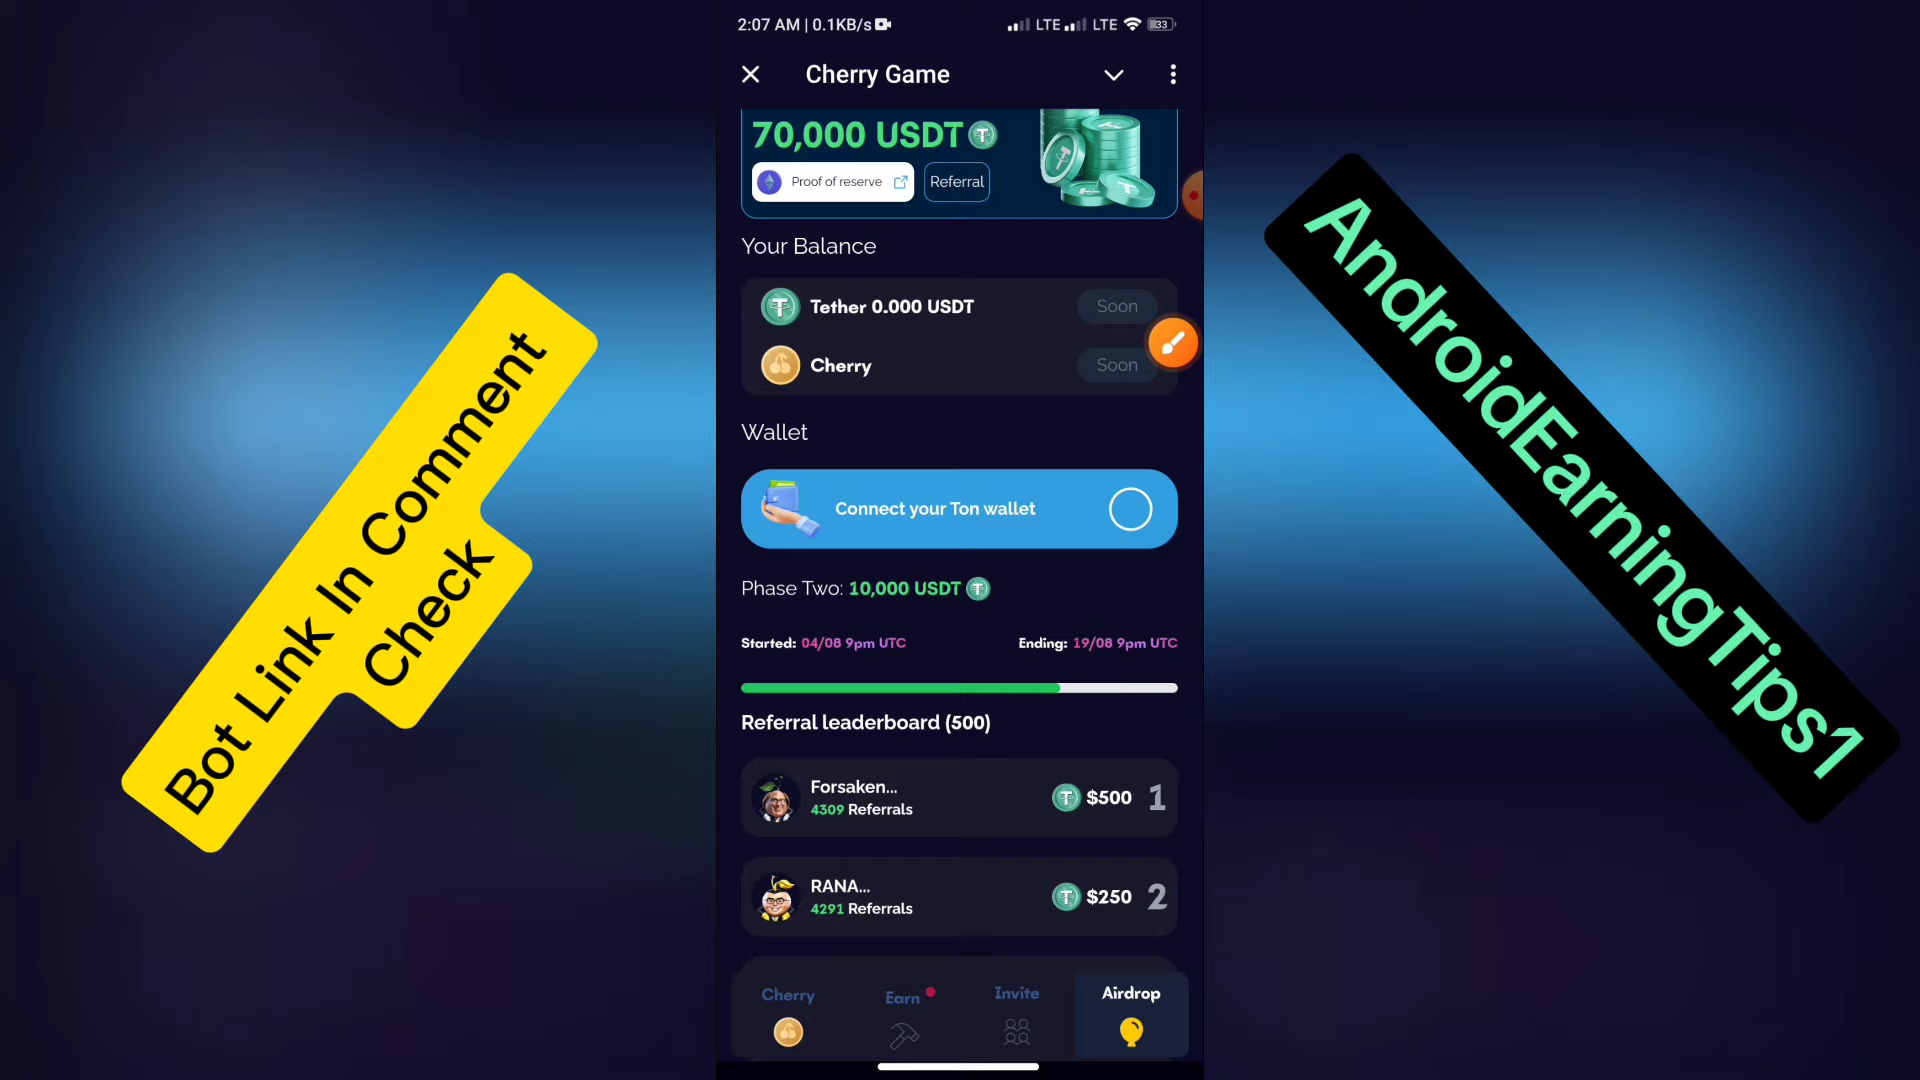 2:07 AM | 0.1KB/s
LTE LTE 33
Cherry Game
70,000 USDT
Proof of reserve
Referral
Your Balance
Tether 0.000 USDT
Soon
Cherry
Soon
Wallet
Connect your Ton wallet
Phase Two: 10,000 USDT
Started: 04/08 9pm UTC
Ending: 19/08 9pm UTC
Referral leaderboard (500)
Forsaken...
4309 Referrals
$500 1
RANA...
4291 Referrals
$250 2
Cherry
Earn
Invite
Airdrop
Bot Link In Comment
Check
AndroidEarningTips1